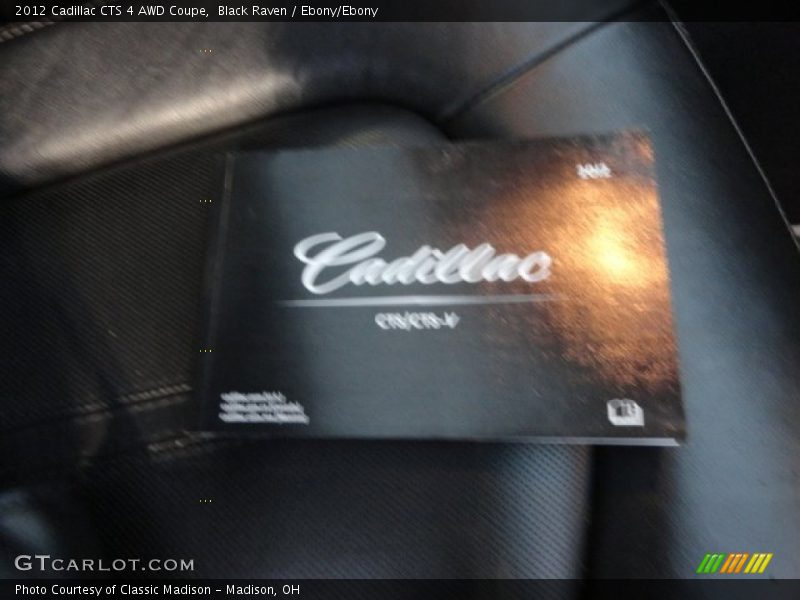 2012 Cadillac CTS 4 AWD Coupe, Black Raven / Ebony/Ebony
Cadillac
CTS/CTS-V
GTCARLOT.COM
Photo Courtesy of Classic Madison - Madison, OH